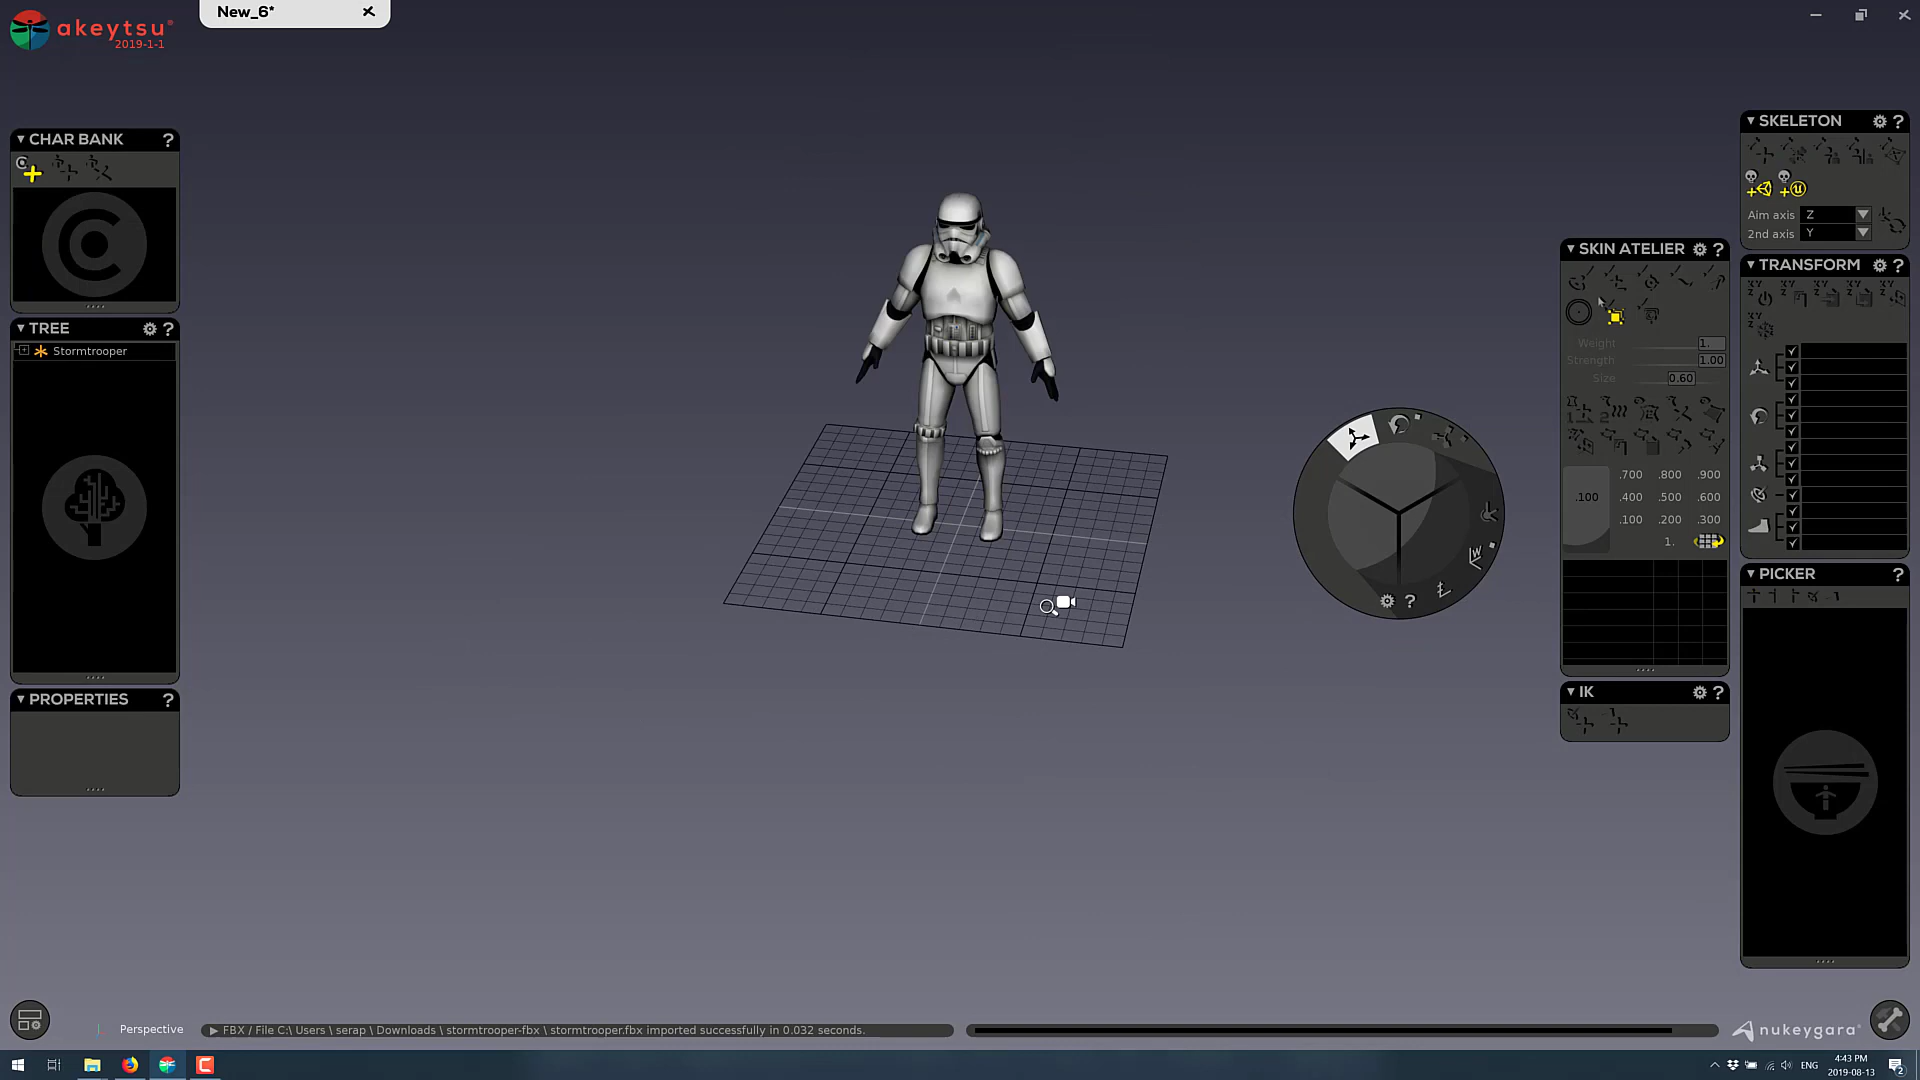 New_6*
akeytsu®
2019-1-1
CHAR BANK ?
TREE ?
Stormtrooper
PROPERTIES ?
SKELETON ?
Aim axis Z
2nd axis Y
SKIN ATELIER ?
Weight 1.
Strength 1.00
Size 0.60
.100
.700 .800 .900
.400 .500 .600
.100 .200 .300
1.
IK ?
TRANSFORM ?
PICKER ?
?
Perspective
FBX / File C:\ Users \ serap \ Downloads \ stormtrooper-fbx \ stormtrooper.fbx imported successfully in 0.032 seconds.
nukeygara®
ENG
4:43 PM
2019-08-13
2